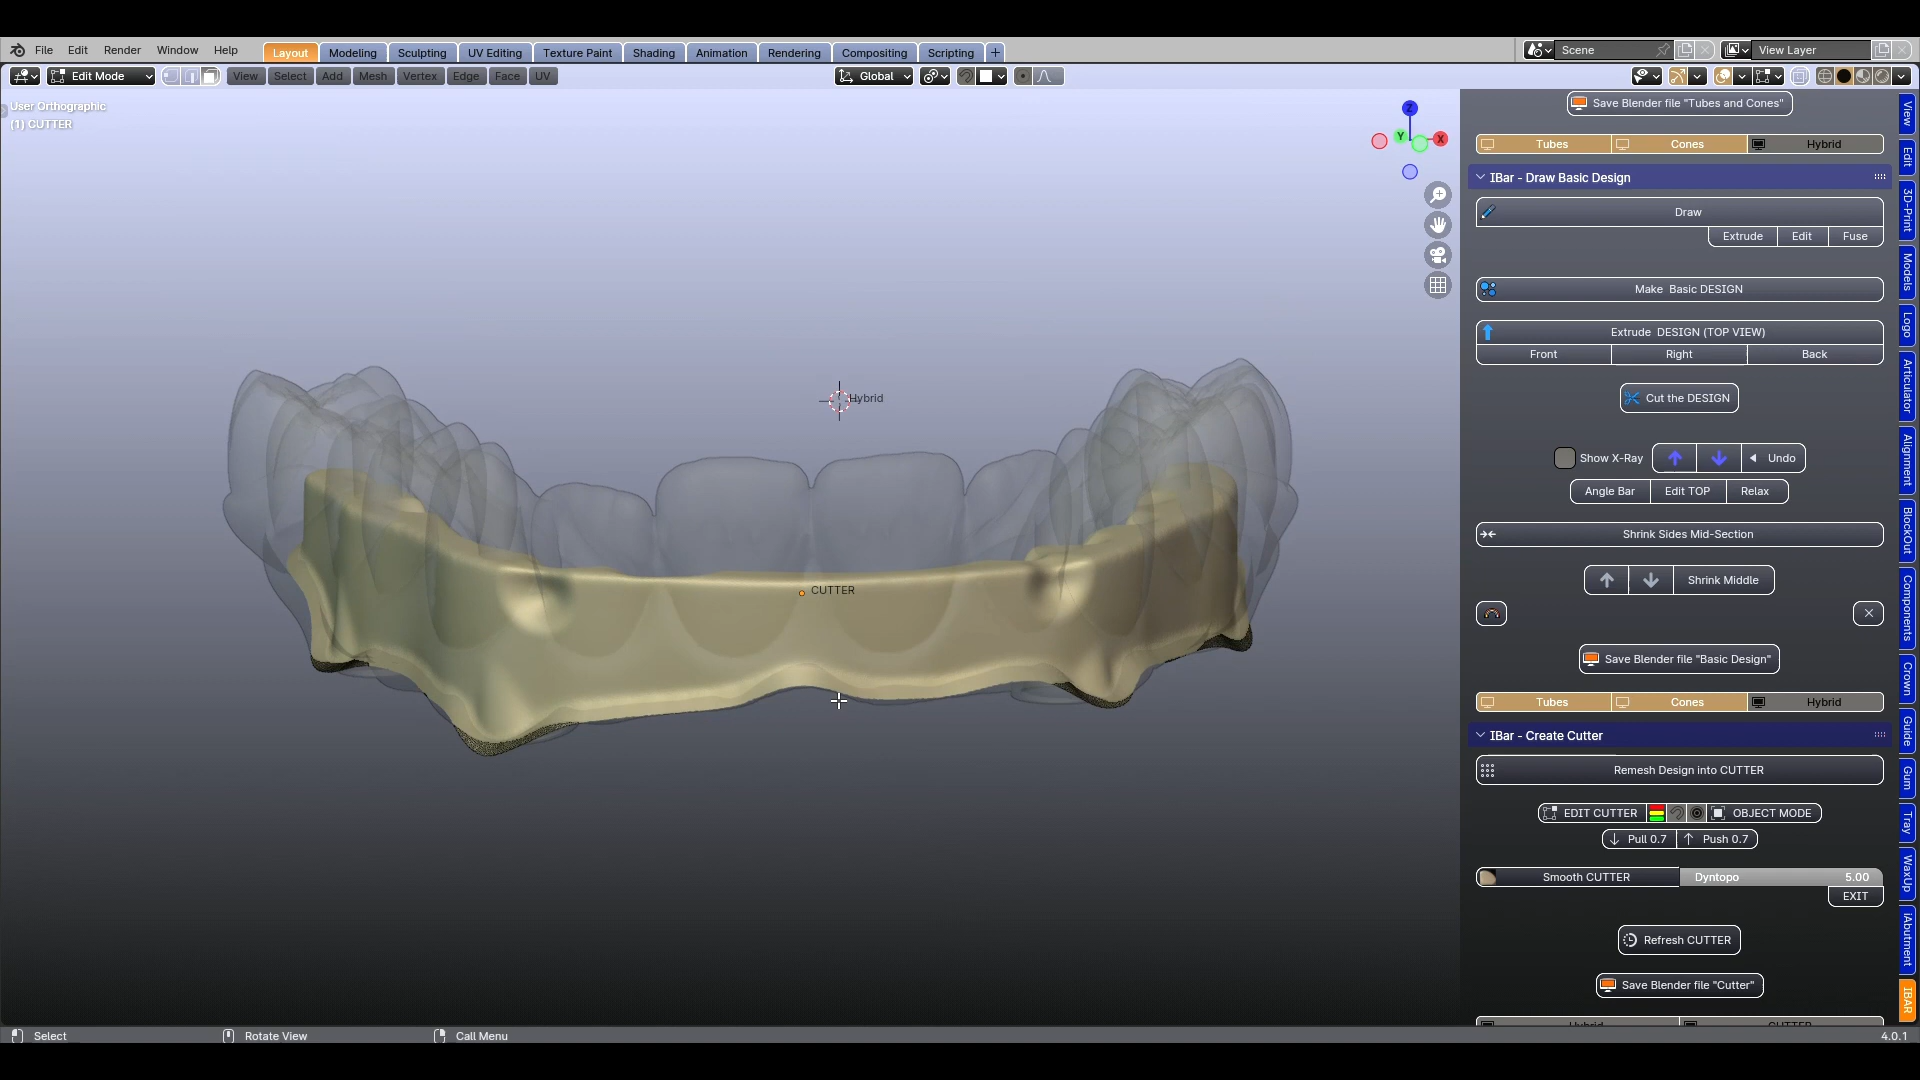 File Edit Render Window Help Layout Modeling Sculpting UV Editing Texture Paint Shading Animation Rendering Compositing Scripting + Scene View Layer
Edit Mode View Select Add Mesh Vertex Edge Face UV Global
User Orthographic
(1) CUTTER
Z
Y
X
Hybrid
CUTTER
Save Blender file "Tubes and Cones"
Tubes Cones Hybrid
IBar - Draw Basic Design
Draw
Extrude Edit Fuse
Make Basic DESIGN
Extrude DESIGN (TOP VIEW)
Front Right Back
Cut the DESIGN
Show X-Ray Undo
Angle Bar Edit TOP Relax
Shrink Sides Mid-Section
Shrink Middle
Save Blender file "Basic Design"
Tubes Cones Hybrid
IBar - Create Cutter
Remesh Design into CUTTER
EDIT CUTTER OBJECT MODE
Pull 0.7 Push 0.7
Smooth CUTTER Dyntopo 5.00
EXIT
Refresh CUTTER
Save Blender file "Cutter"
Hybrid CUTTER
View
Edit
3D-Print
Models
Logo
Articulator
Alignment
BlockOut
Components
Crown
Guide
Gum
Tray
WaxUp
iAbutment
IBAR
Select Rotate View Call Menu 4.0.1